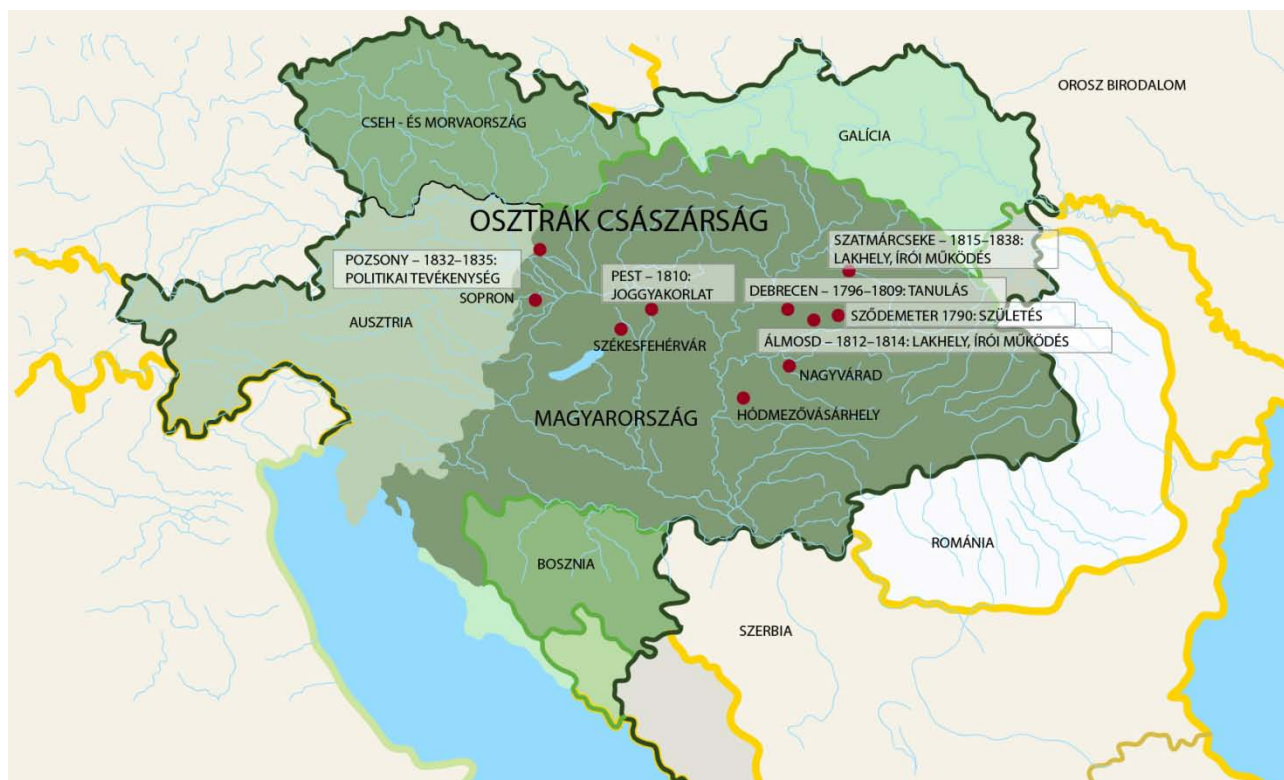 CSEH - ÉS MORVAORSZÁG
OROSZ BIRODALOM
GALÍCIA
OSZTRÁK CSÁSZÁRSÁG
SZATMÁRCSEKE – 1815–1838:
LAKHELY, ÍRÓI MŰKÖDÉS
POZSONY – 1832–1835:
POLITIKAI TEVÉKENYSÉG
PEST – 1810:
JOGGYAKORLAT
DEBRECEN – 1796–1809: TANULÁS
SOPRON
SZŐDEMETER 1790: SZÜLETÉS
AUSZTRIA
SZÉKESFEHÉRVÁR
ÁLMOSD – 1812–1814: LAKHELY, ÍRÓI MŰKÖDÉS
NAGYVÁRAD
MAGYARORSZÁG
HÓDMEZŐVÁSÁRHELY
ROMÁNIA
BOSZNIA
SZERBIA